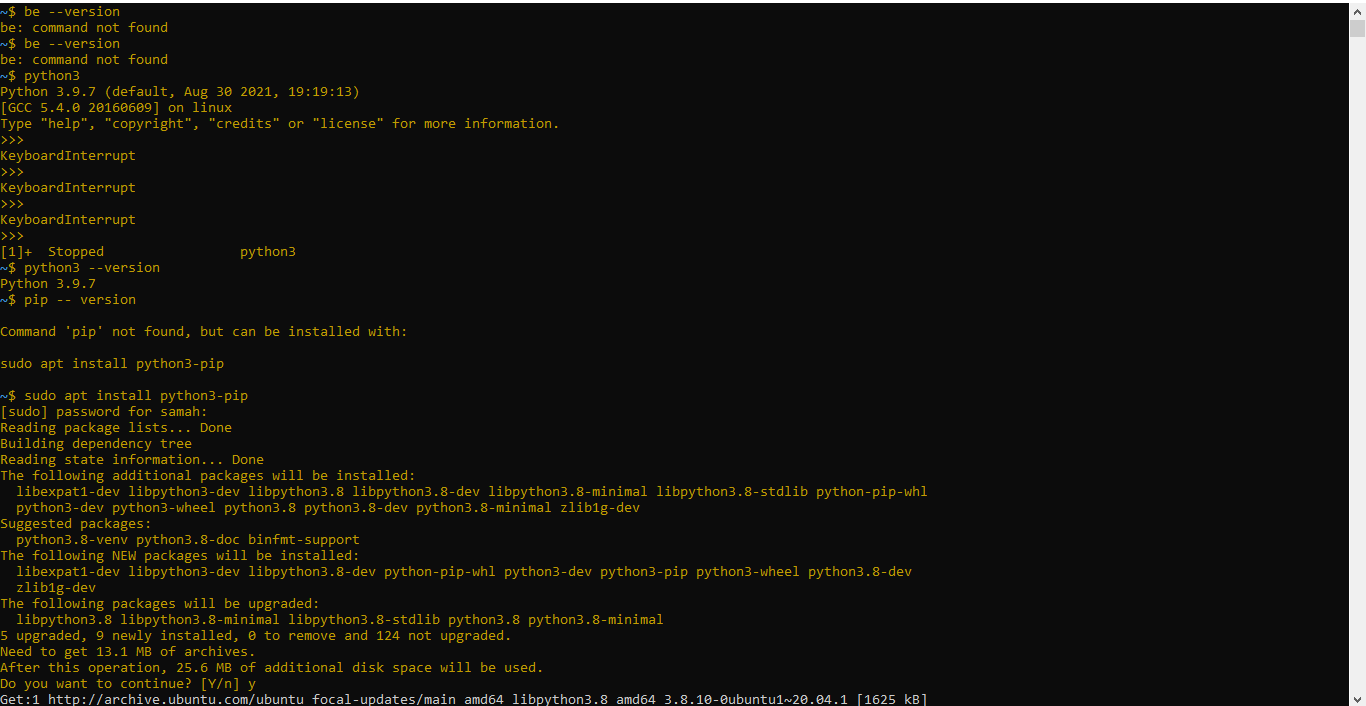 ~$ be --version
be: command not found
~$ be --version
be: command not found
~$ python3
Python 3.9.7 (default, Aug 30 2021, 19:19:13)
[GCC 5.4.0 20160609] on linux
Type "help", "copyright", "credits" or "license" for more information.
>>>
KeyboardInterrupt
>>>
KeyboardInterrupt
>>>
KeyboardInterrupt
>>>
[1]+  Stopped                 python3
~$ python3 --version
Python 3.9.7
~$ pip -- version

Command 'pip' not found, but can be installed with:

sudo apt install python3-pip

~$ sudo apt install python3-pip
[sudo] password for samah:
Reading package lists... Done
Building dependency tree
Reading state information... Done
The following additional packages will be installed:
  libexpat1-dev libpython3-dev libpython3.8 libpython3.8-dev libpython3.8-minimal libpython3.8-stdlib python-pip-whl
  python3-dev python3-wheel python3.8 python3.8-dev python3.8-minimal zlib1g-dev
Suggested packages:
  python3.8-venv python3.8-doc binfmt-support
The following NEW packages will be installed:
  libexpat1-dev libpython3-dev libpython3.8-dev python-pip-whl python3-dev python3-pip python3-wheel python3.8-dev
  zlib1g-dev
The following packages will be upgraded:
  libpython3.8 libpython3.8-minimal libpython3.8-stdlib python3.8 python3.8-minimal
5 upgraded, 9 newly installed, 0 to remove and 124 not upgraded.
Need to get 13.1 MB of archives.
After this operation, 25.6 MB of additional disk space will be used.
Do you want to continue? [Y/n] y
Get:1 http://archive.ubuntu.com/ubuntu focal-updates/main amd64 libpython3.8 amd64 3.8.10-0ubuntu1~20.04.1 [1625 kB]